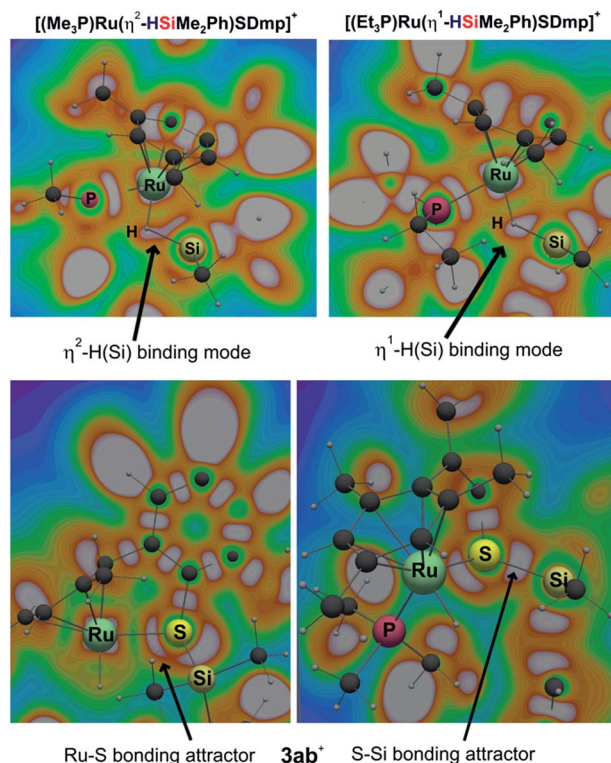 [(Me₃P)Ru(η²-HSiMe₂Ph)SDmp]⁺ [(Et₃P)Ru(η¹-HSiMe₂Ph)SDmp]⁺
Ru Ru
P P
H H
Si Si
η²-H(Si) binding mode η¹-H(Si) binding mode
Ru S S Si
Si Ru
P
Ru-S bonding attractor 3ab⁺ S-Si bonding attractor